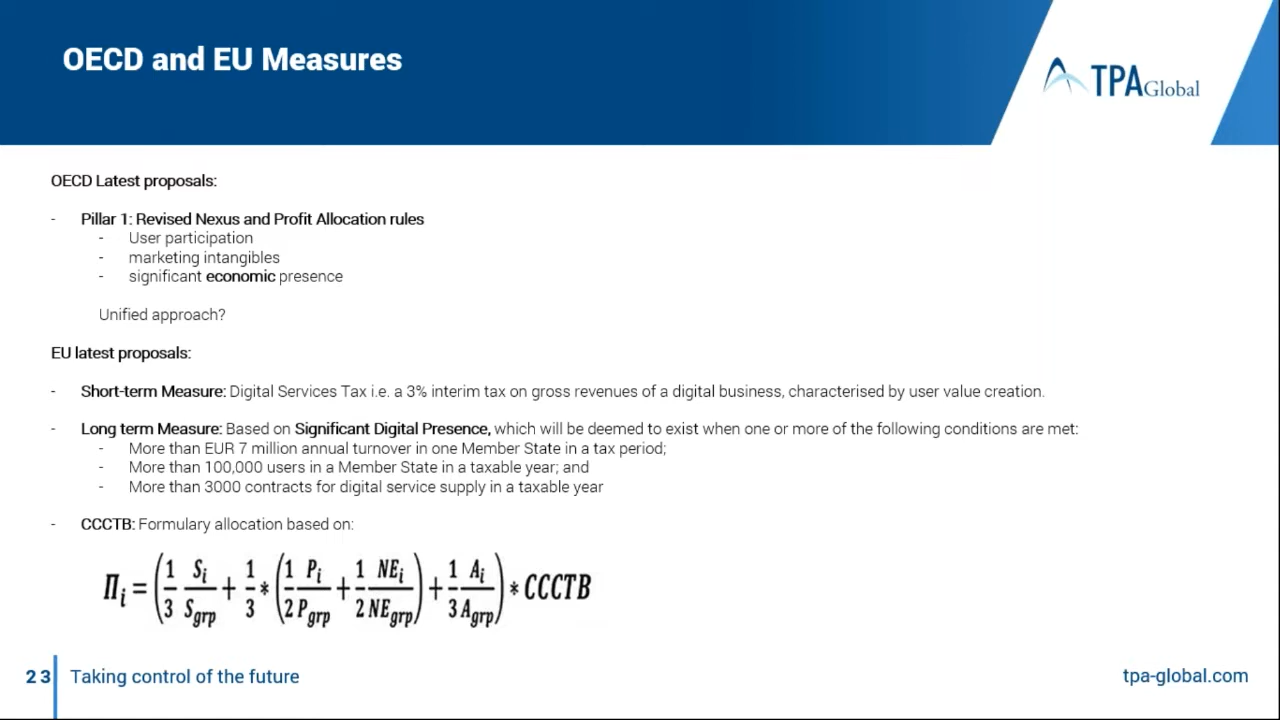 OECD and EU Measures
TPA Global
OECD Latest proposals:
- Pillar 1: Revised Nexus and Profit Allocation rules
- User participation
- marketing intangibles
- significant economic presence
Unified approach?
EU latest proposals:
- Short-term Measure: Digital Services Tax i.e. a 3% interim tax on gross revenues of a digital business, characterised by user value creation.
- Long term Measure: Based on Significant Digital Presence, which will be deemed to exist when one or more of the following conditions are met:
- More than EUR 7 million annual turnover in one Member State in a tax period;
- More than 100,000 users in a Member State in a taxable year; and
- More than 3000 contracts for digital service supply in a taxable year
- CCCTB: Formulary allocation based on:
Π_i = (1/3 S_i/S_grp + 1/3 * (1/2 P_i/P_grp + 1/2 NE_i/NE_grp) + 1/3 A_i/A_grp) * CCCTB
23 Taking control of the future
tpa-global.com